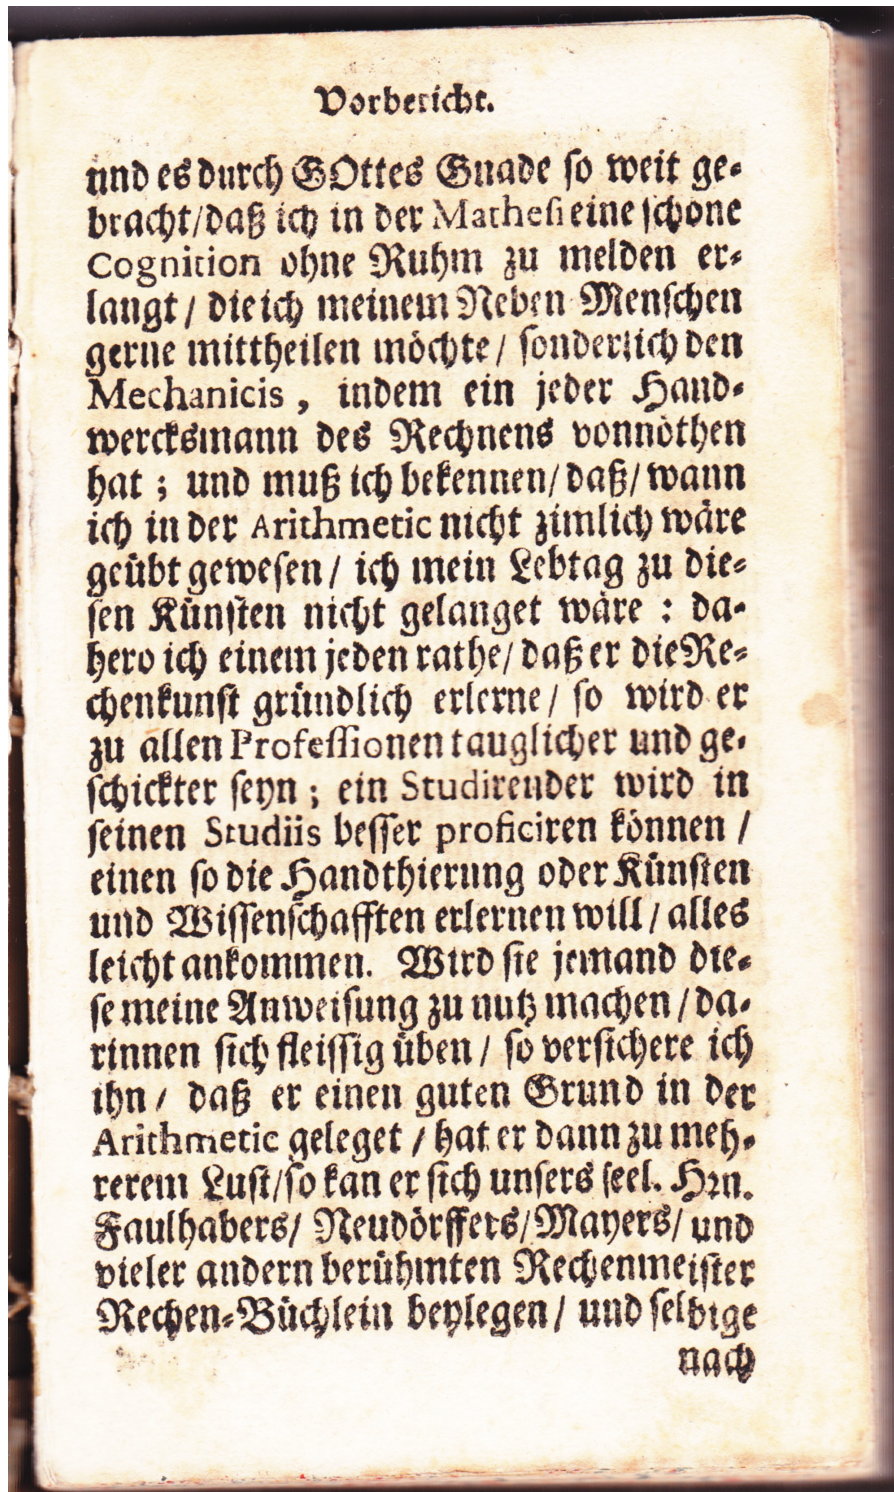 Vorbericht.
und es durch GOttes Gnade so weit ge-
bracht/daß ich in der Mathesi eine schöne
Cognition ohne Ruhm zu melden er-
langt / die ich meinem Neben Menschen
gerne mittheilen möchte / sonderlich den
Mechanicis, indem ein jeder Hand-
wercksmann des Rechnens vonnöthen
hat ; und muß ich bekennen/ daß/ wann
ich in der Arithmetic nicht zimlich wäre
geübt gewesen / ich mein Lebtag zu die-
sen Künsten nicht gelanget wäre : da-
hero ich einem jeden rathe/ daß er die Re-
chenkunst gründlich erlerne / so wird er
zu allen Professionen tauglicher und ge-
schickter seyn ; ein Studirender wird in
seinen Studiis besser proficiren können /
einen so die Handthierung oder Künsten
und Wissenschafften erlernen will / alles
leicht ankommen. Wird sie jemand die-
se meine Anweisung zu nutz machen / da-
rinnen sich fleissig üben / so versichere ich
ihn / daß er einen guten Grund in der
Arithmetic geleget / hat er dann zu meh-
rerem Lust/so kan er sich unsers seel. Hrn.
Faulhabers/ Neudörffers/Mayers/ und
vieler andern berühmten Rechenmeister
Rechen-Büchlein beylegen / und selbige
nach